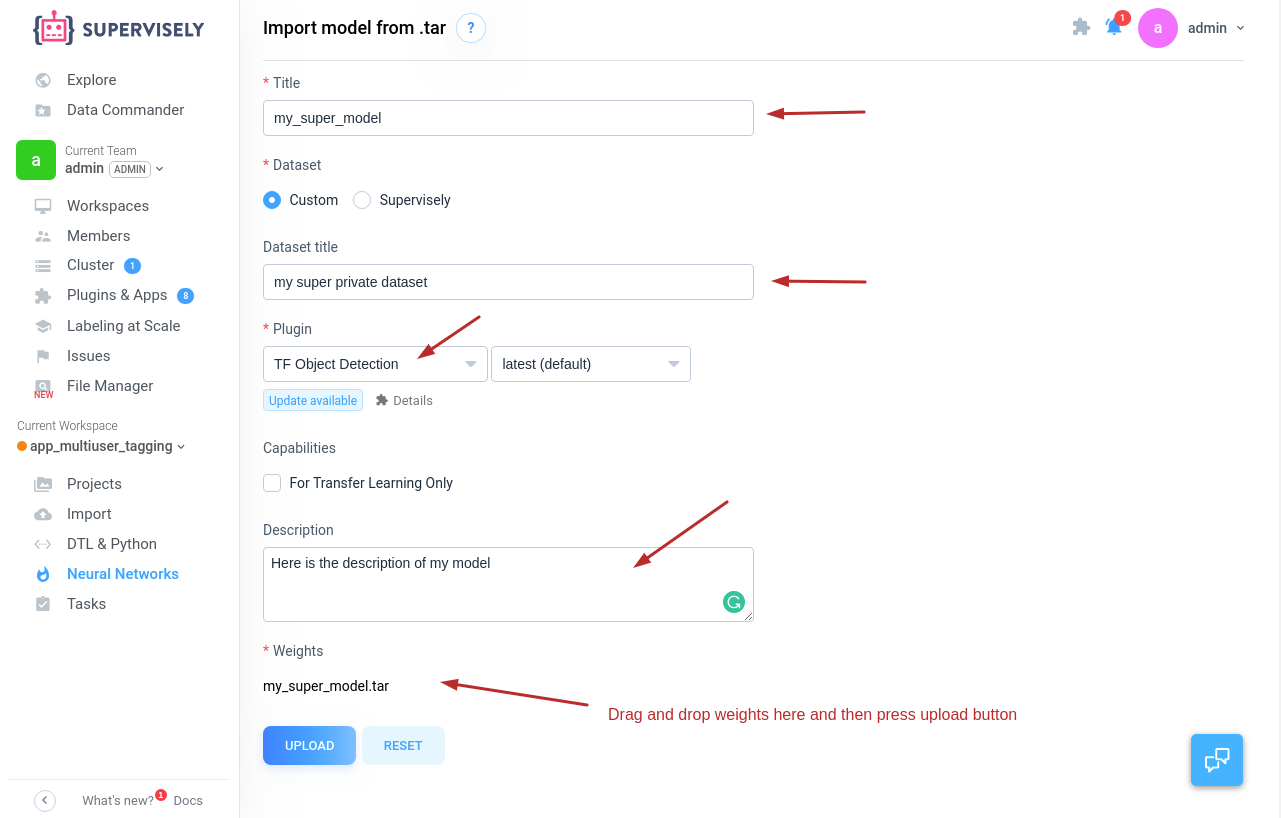 SUPERVISELY
Explore
Data Commander
a
Current Team
admin ADMIN
Workspaces
Members
Cluster 1
Plugins & Apps 8
Labeling at Scale
Issues
File Manager
NEW
Current Workspace
app_multiuser_tagging
Projects
Import
DTL & Python
Neural Networks
Tasks
What's new? 1 Docs
Import model from .tar ?
1
a admin
* Title
my_super_model
* Dataset
Custom Supervisely
Dataset title
my super private dataset
* Plugin
TF Object Detection latest (default)
Update available Details
Capabilities
For Transfer Learning Only
Description
Here is the description of my model
* Weights
my_super_model.tar
Drag and drop weights here and then press upload button
UPLOAD RESET